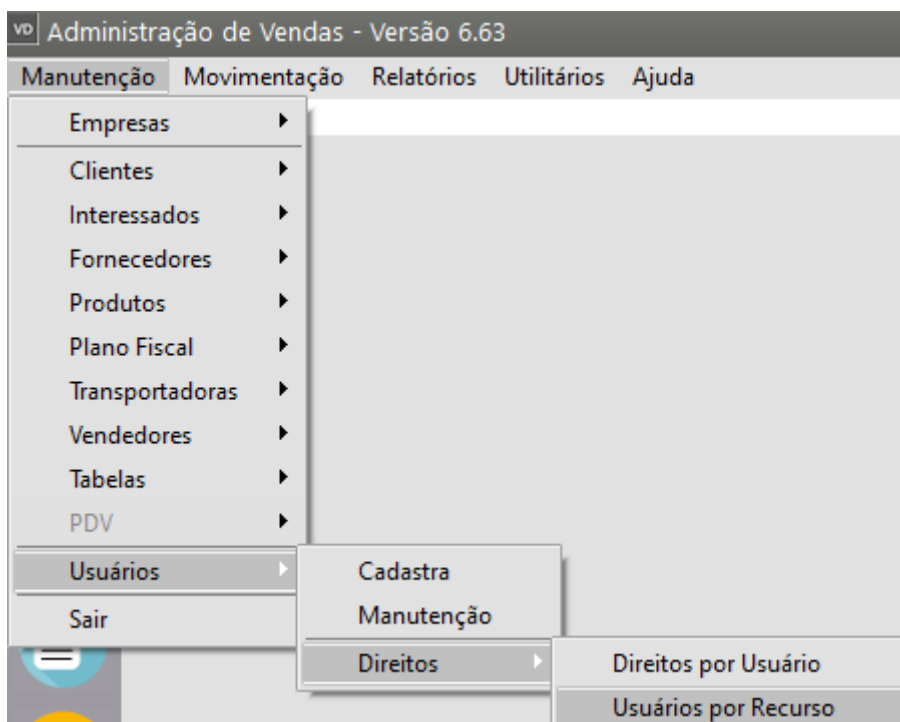 VD Administração de Vendas - Versão 6.63
Manutenção Movimentação Relatórios Utilitários Ajuda
Empresas
Clientes
Interessados
Fornecedores
Produtos
Plano Fiscal
Transportadoras
Vendedores
Tabelas
PDV
Usuários
Sair
Cadastra
Manutenção
Direitos
Direitos por Usuário
Usuários por Recurso